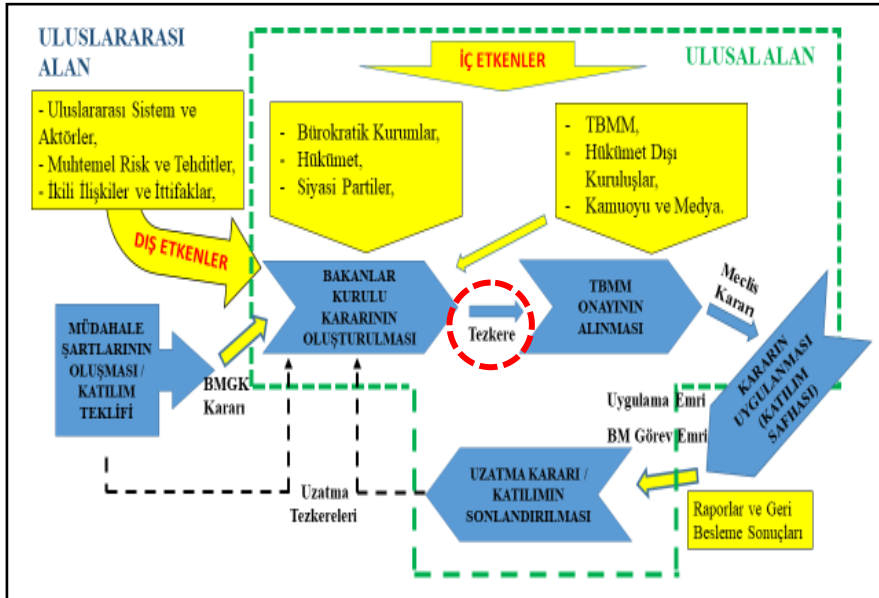 ULUSLARARASI
ALAN
İÇ ETKENLER
ULUSAL ALAN
- Uluslararası Sistem ve
Aktörler,
- Muhtemel Risk ve Tehditler,
- İkili İlişkiler ve İttifaklar,
- Bürokratik Kurumlar,
- Hükümet,
- Siyasi Partiler,
- TBMM,
- Hükümet Dışı
Kuruluşlar,
- Kamuoyu ve Medya.
DIŞ ETKENLER
BAKANLAR
KURULU
KARARININ
OLUŞTURULMASI
Tezkere
TBMM
ONAYININ
ALINMASI
Meclis
Kararı
MÜDAHALE
ŞARTLARININ
OLUŞMASI /
KATILIM
TEKLİFİ
BMGK
Kararı
KARARIN
UYGULANMASI
(KATILIM
SAFHASI)
Uygulama Emri
BM Görev Emri
UZATMA KARARI /
KATILIMIN
SONLANDIRILMASI
Uzatma
Tezkereleri
Raporlar ve Geri
Besleme Sonuçları